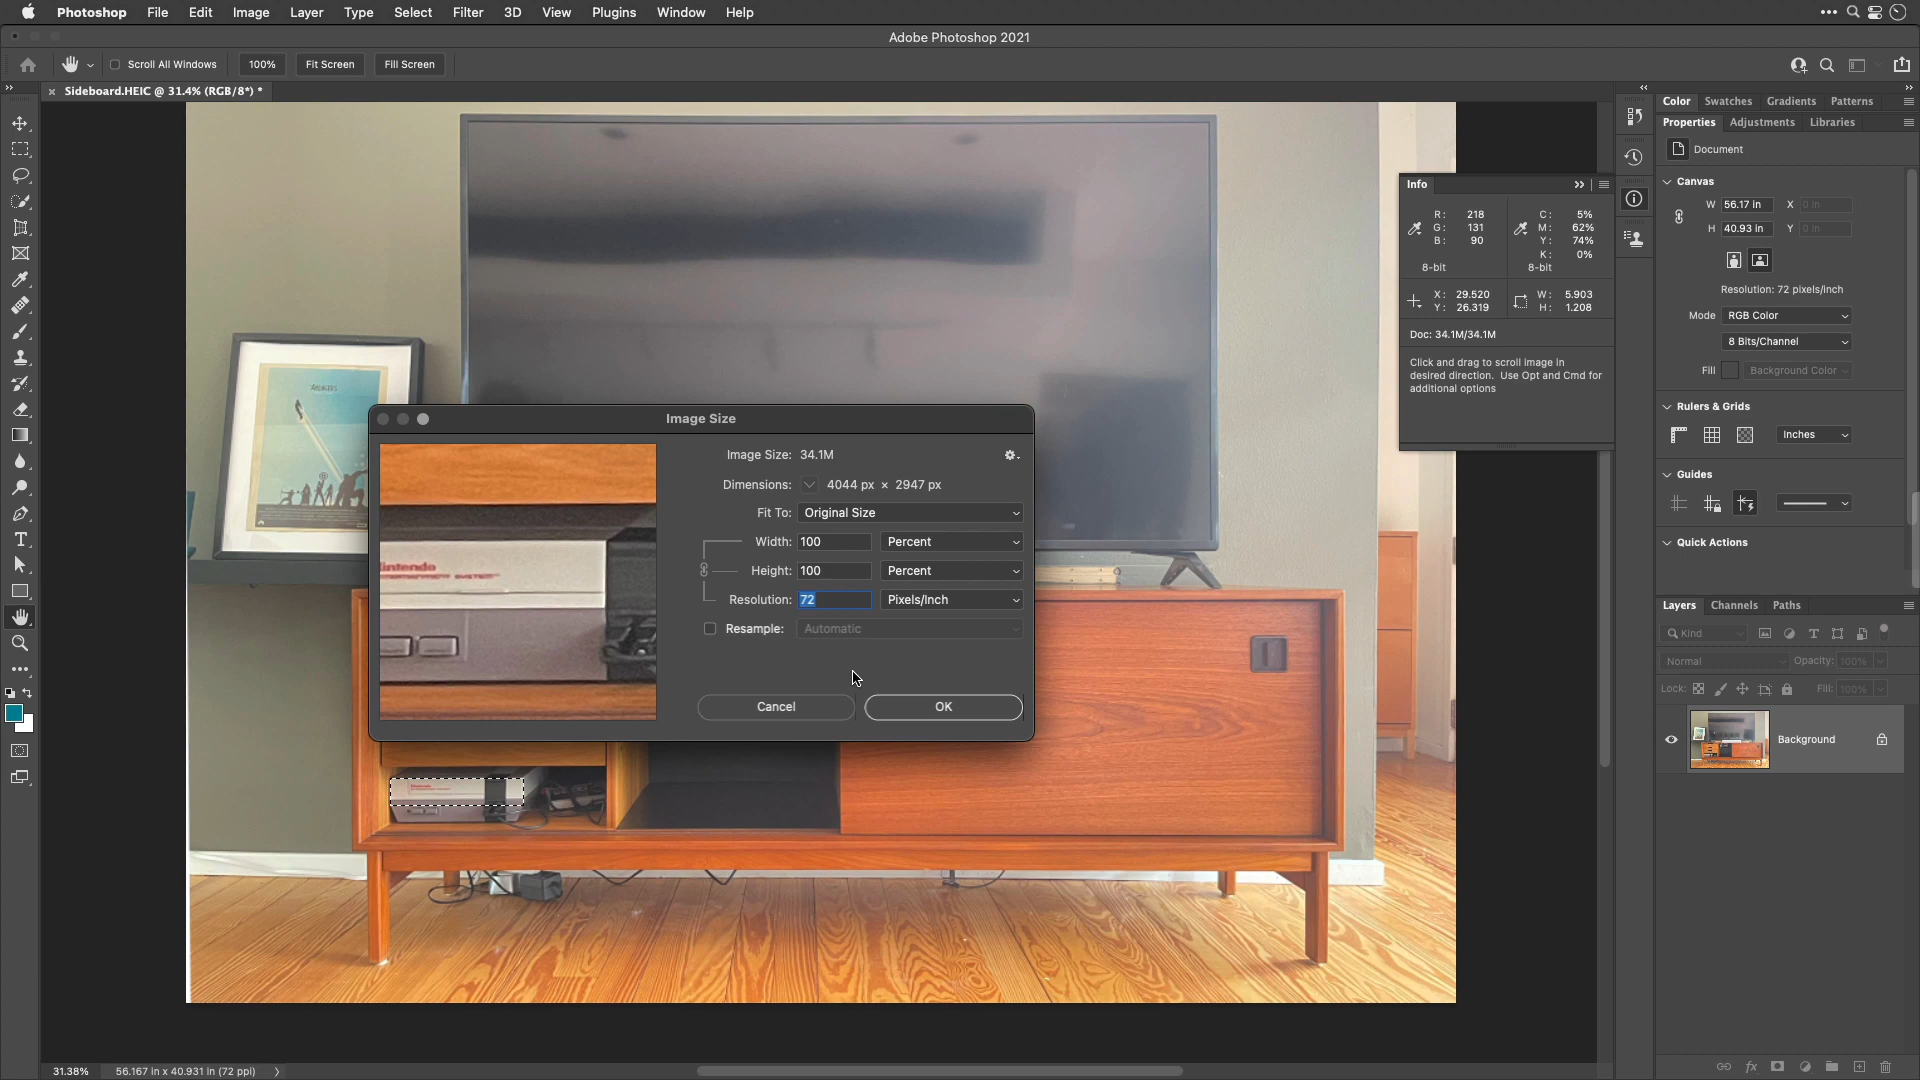 Photoshop File Edit Image Layer Type Select Filter 3D View Plugins Window Help
Adobe Photoshop 2021
Scroll All Windows 100% Fit Screen Fill Screen
Sideboard.HEIC @ 31.4% (RGB/8*) *
Color Swatches Gradients Patterns
Properties Adjustments Libraries
Document
Canvas
W 56.17 in X 0 in
H 40.93 in Y 0 in
Resolution: 72 pixels/inch
Mode RGB Color
8 Bits/Channel
Fill Background Color
Rulers & Grids
Inches
Guides
Quick Actions
Info
R: 218 C: 5%
G: 131 M: 62%
B: 90 Y: 74%
K: 0%
8-bit 8-bit
X: 29.520 W: 5.903
Y: 26.319 H: 1.208
Doc: 34.1M/34.1M
Click and drag to scroll image in
desired direction. Use Opt and Cmd for
additional options
AVENGERS
Image Size
Image Size: 34.1M
Dimensions: 4044 px × 2947 px
Fit To: Original Size
Width: 100 Percent
Height: 100 Percent
Resolution: 72 Pixels/Inch
Resample: Automatic
Cancel OK
Nintendo
ENTERTAINMENT SYSTEM
Layers Channels Paths
Kind
Normal Opacity: 100%
Lock: Fill: 100%
Background
31.38% 56.167 in x 40.931 in (72 ppi)